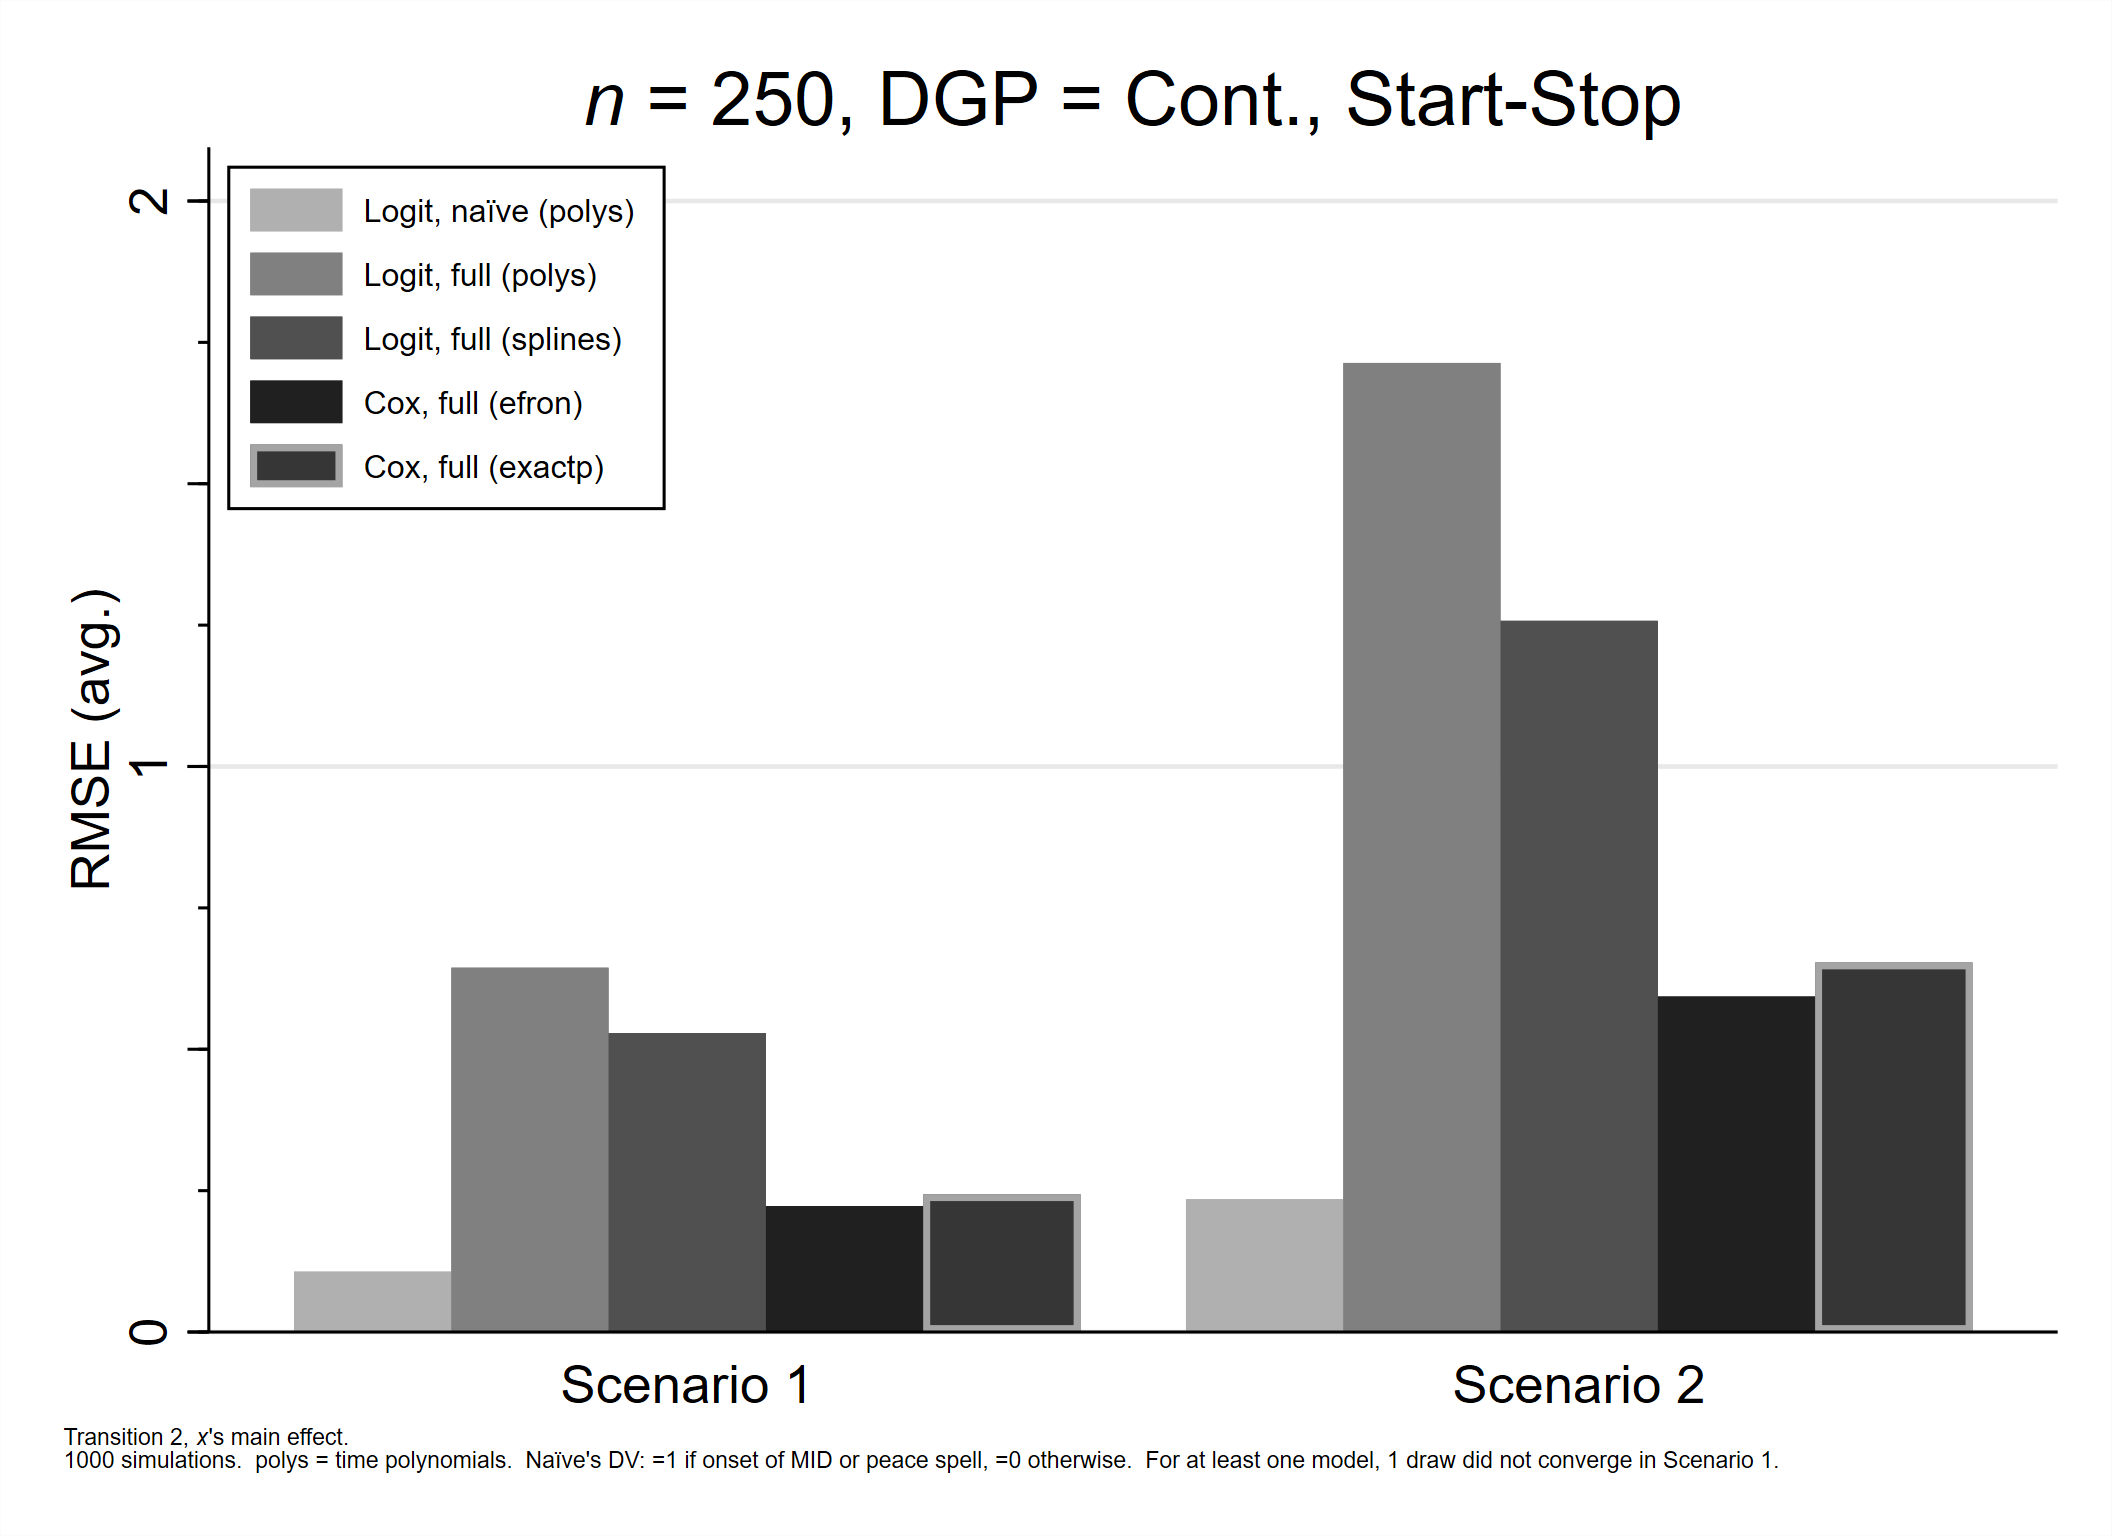 n = 250, DGP = Cont., Start-Stop
Logit, naïve (polys)
Logit, full (polys)
Logit, full (splines)
Cox, full (efron)
Cox, full (exactp)
RMSE (avg.)
2
1
0
Scenario 1
Scenario 2
Transition 2, x's main effect.
1000 simulations.  polys = time polynomials.  Naïve's DV: =1 if onset of MID or peace spell, =0 otherwise.  For at least one model, 1 draw did not converge in Scenario 1.